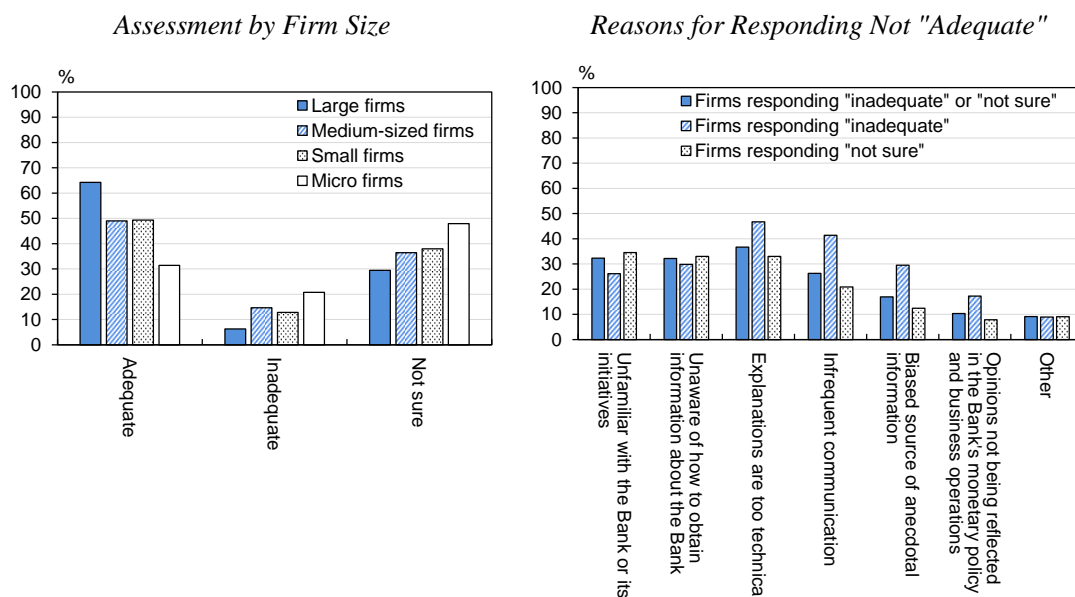 Assessment by Firm Size
%
100
90
80
70
60
50
40
30
20
10
0
Large firms
Medium-sized firms
Small firms
Micro firms
Adequate
Inadequate
Not sure
Reasons for Responding Not "Adequate"
%
100
90
80
70
60
50
40
30
20
10
0
Firms responding "inadequate" or "not sure"
Firms responding "inadequate"
Firms responding "not sure"
Unfamiliar with the Bank or its
initiatives
Unaware of how to obtain
information about the Bank
Explanations are too technica
Infrequent communication
Biased source of anecdotal
information
Opinions not being reflected
in the Bank's monetary policy
and business operations
Other